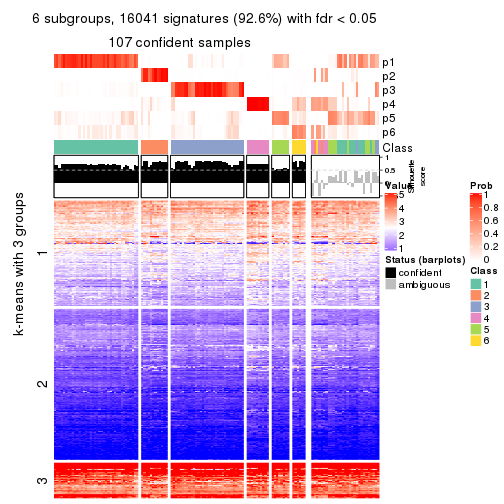 6 subgroups, 16041 signatures (92.6%) with fdr < 0.05
107 confident samples
p1
p2
p3
p4
p5
p6
Class
1
0.5
0
Silhouette
score
k-means with 3 groups
1
2
3
Value
5
4
3
2
1
Status (barplots)
confident
ambiguous
Prob
1
0.8
0.6
0.4
0.2
0
Class
1
2
3
4
5
6